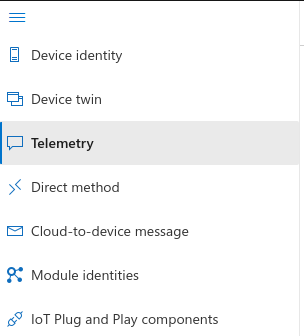 Device identity
Device twin
Telemetry
Direct method
Cloud-to-device message
Module identities
IoT Plug and Play components